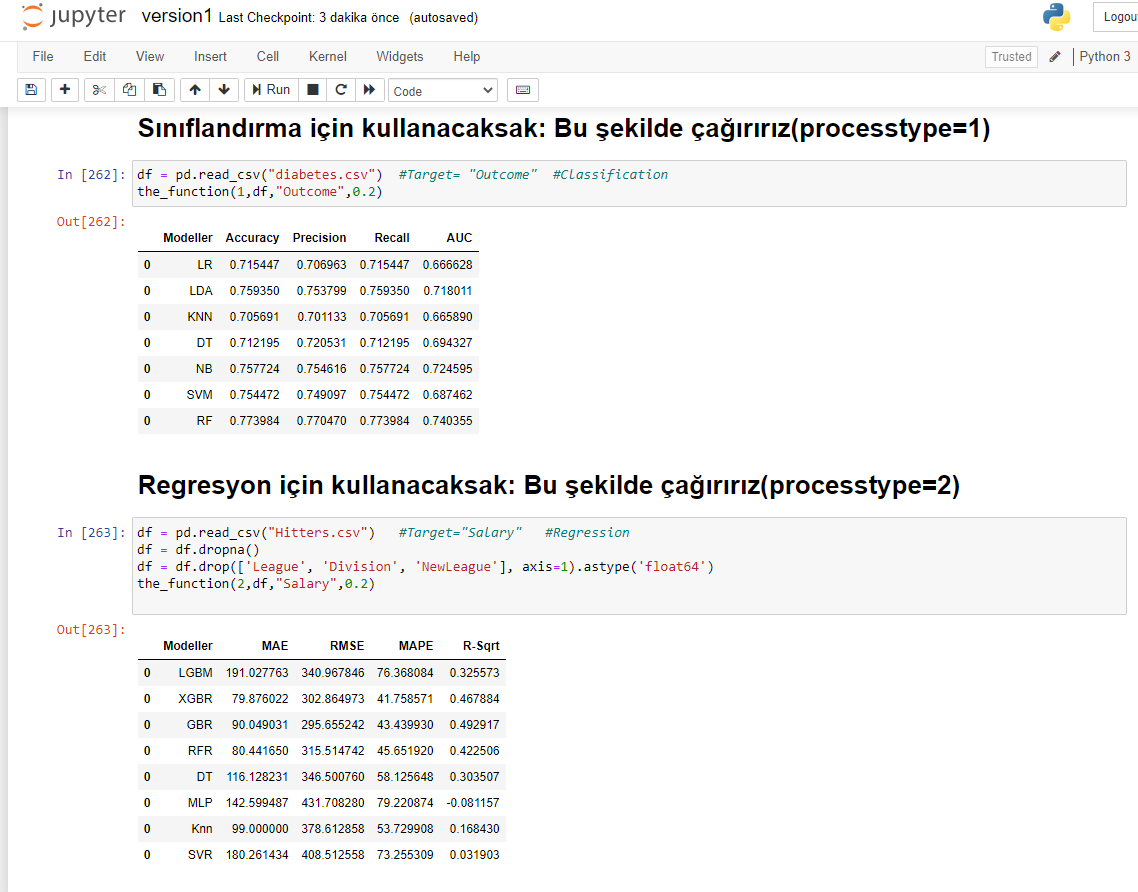 jupyter version1 Last Checkpoint: 3 dakika önce (autosaved)
Logou
File Edit View Insert Cell Kernel Widgets Help
Trusted Python 3
Run Code
Sınıflandırma için kullanacaksak: Bu şekilde çağırırız(processtype=1)
In [262]: df = pd.read_csv("diabetes.csv")  #Target= "Outcome"  #Classification
the_function(1,df,"Outcome",0.2)
Out[262]:
Modeller Accuracy Precision Recall AUC
0 LR 0.715447 0.706963 0.715447 0.666628
0 LDA 0.759350 0.753799 0.759350 0.718011
0 KNN 0.705691 0.701133 0.705691 0.665890
0 DT 0.712195 0.720531 0.712195 0.694327
0 NB 0.757724 0.754616 0.757724 0.724595
0 SVM 0.754472 0.749097 0.754472 0.687462
0 RF 0.773984 0.770470 0.773984 0.740355
Regresyon için kullanacaksak: Bu şekilde çağırırız(processtype=2)
In [263]: df = pd.read_csv("Hitters.csv")   #Target="Salary"   #Regression
df = df.dropna()
df = df.drop(['League', 'Division', 'NewLeague'], axis=1).astype('float64')
the_function(2,df,"Salary",0.2)
Out[263]:
Modeller MAE RMSE MAPE R-Sqrt
0 LGBM 191.027763 340.967846 76.368084 0.325573
0 XGBR 79.876022 302.864973 41.758571 0.467884
0 GBR 90.049031 295.655242 43.439930 0.492917
0 RFR 80.441650 315.514742 45.651920 0.422506
0 DT 116.128231 346.500760 58.125648 0.303507
0 MLP 142.599487 431.708280 79.220874 -0.081157
0 Knn 99.000000 378.612858 53.729908 0.168430
0 SVR 180.261434 408.512558 73.255309 0.031903